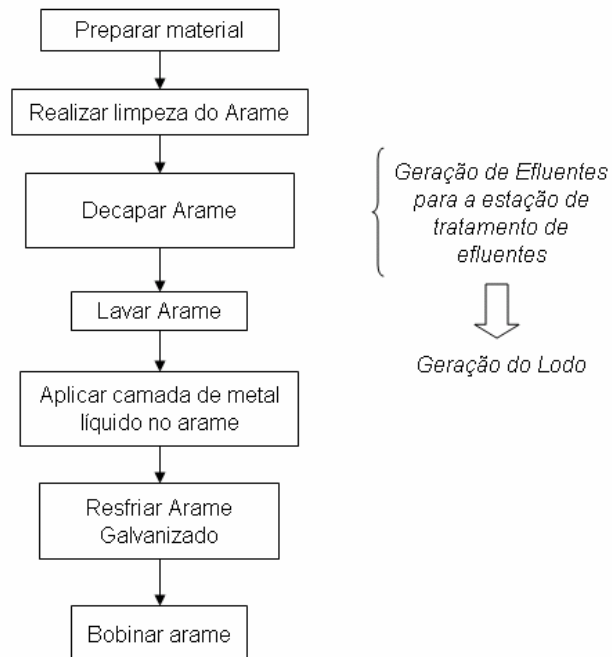 Preparar material
Realizar limpeza do Arame
Decapar Arame
Geração de Efluentes
para a estação de
tratamento de
efluentes
Lavar Arame
Geração do Lodo
Aplicar camada de metal
líquido no arame
Resfriar Arame
Galvanizado
Bobinar arame